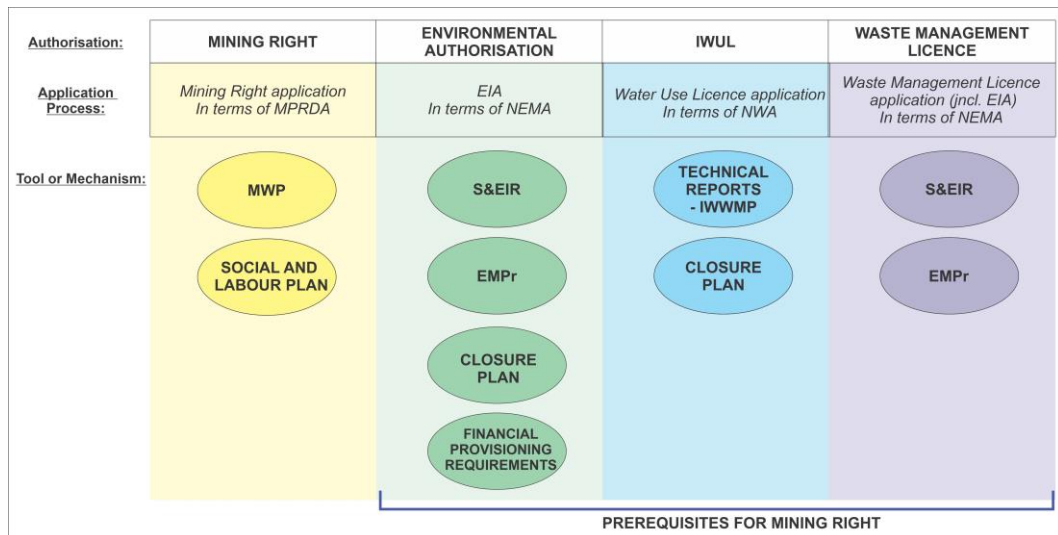 Authorisation:
MINING RIGHT
ENVIRONMENTAL
AUTHORISATION
IWUL
WASTE MANAGEMENT
LICENCE
Application
Process:
Mining Right application
In terms of MPRDA
EIA
In terms of NEMA
Water Use Licence application
In terms of NWA
Waste Management Licence
application (jncl. EIA)
In terms of NEMA
Tool or Mechanism:
MWP
S&EIR
TECHNICAL
REPORTS
- IWWMP
S&EIR
SOCIAL AND
LABOUR PLAN
EMPr
CLOSURE
PLAN
EMPr
CLOSURE
PLAN
FINANCIAL
PROVISIONING
REQUIREMENTS
PREREQUISITES FOR MINING RIGHT